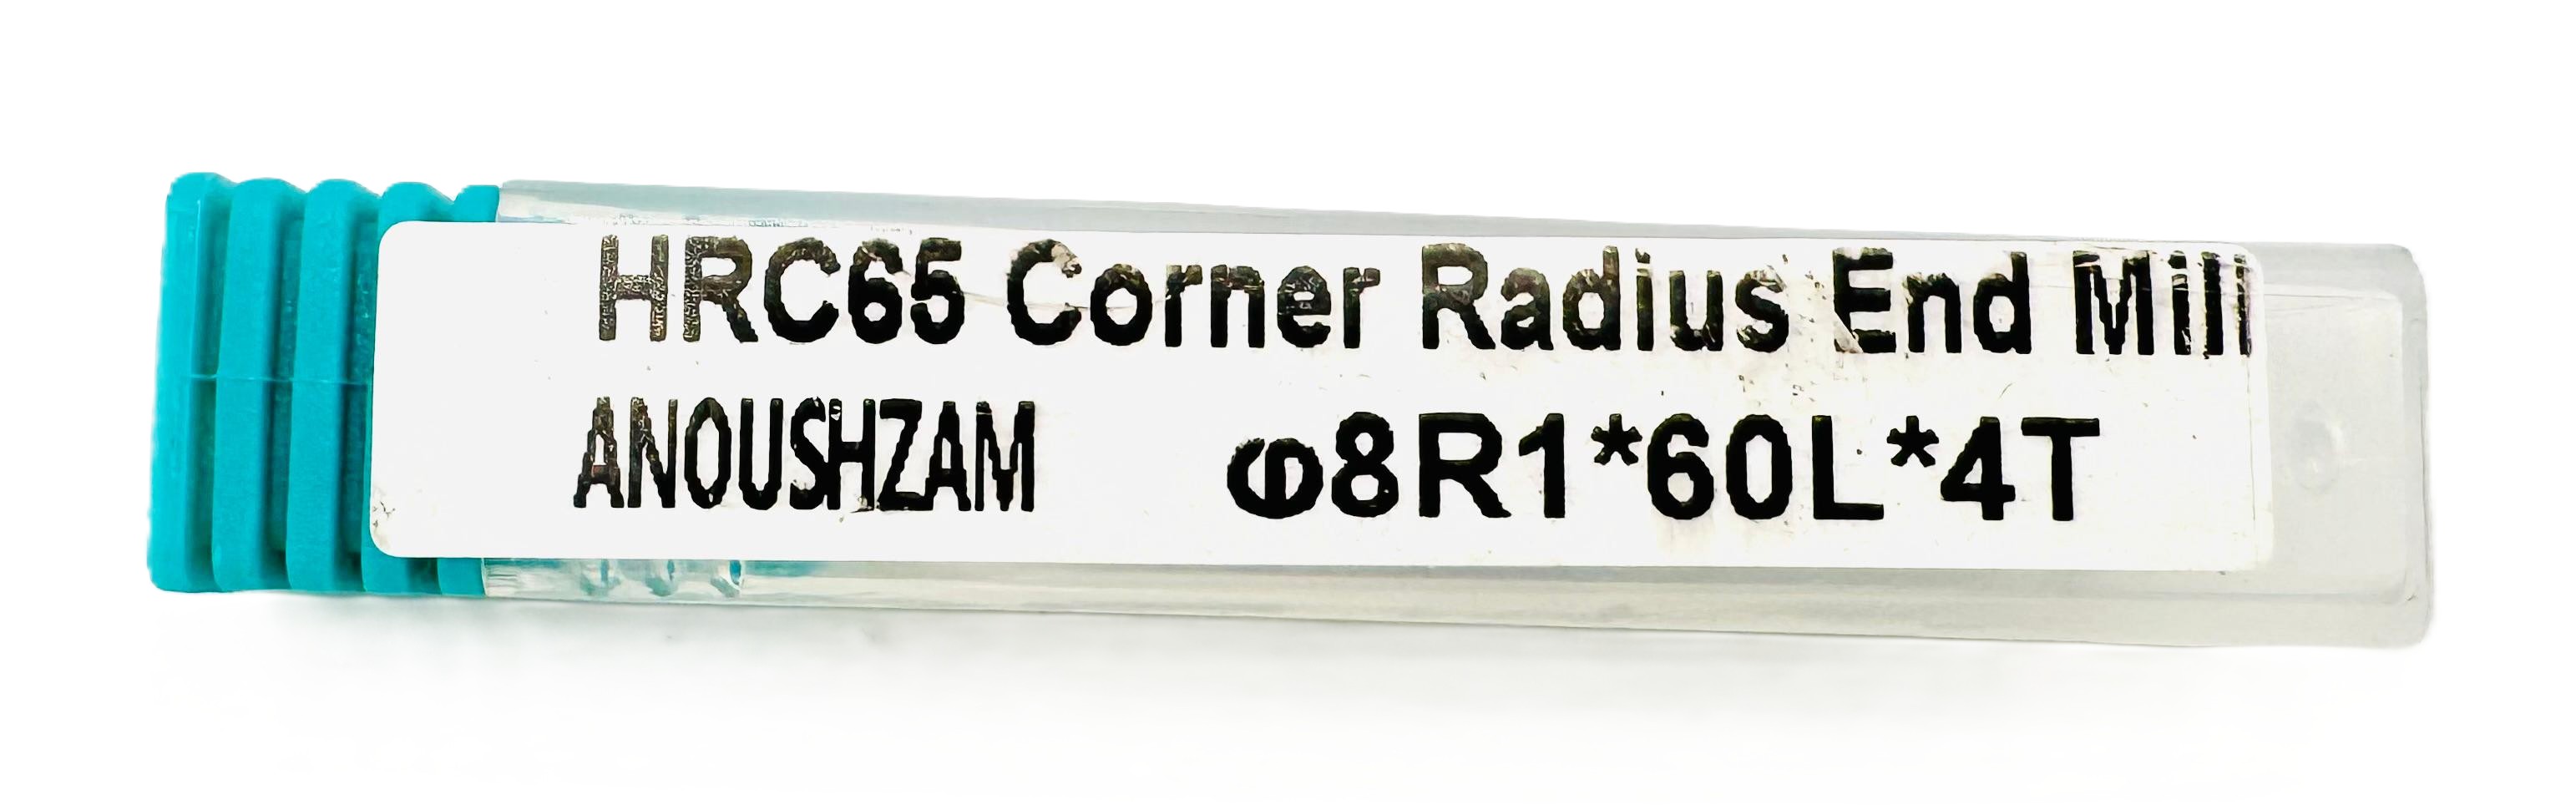 HRC65 Corner Radius End Mill
ANOUSHZAM φ8R1*60L*4T